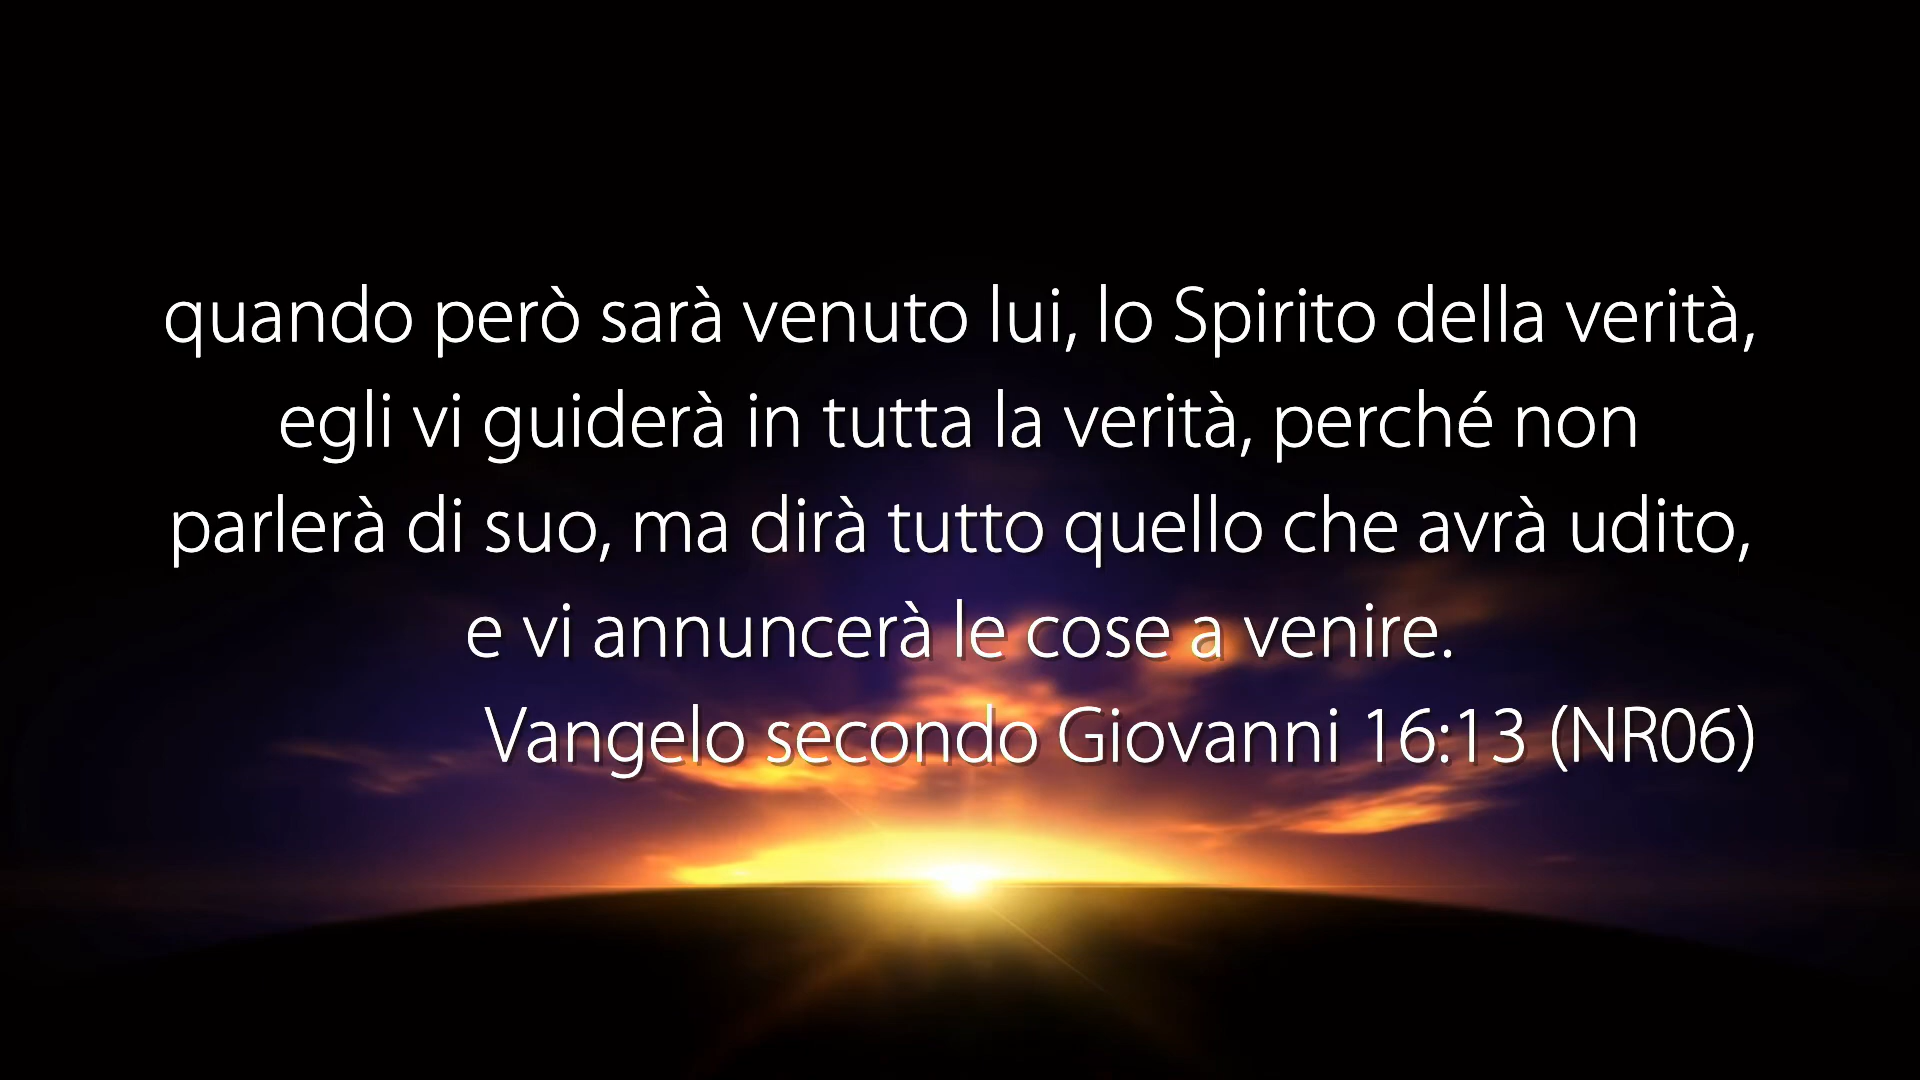 quando però sarà venuto lui, lo Spirito della verità,
egli vi guiderà in tutta la verità, perché non
parlerà di suo, ma dirà tutto quello che avrà udito,
e vi annuncerà le cose a venire.
Vangelo secondo Giovanni 16:13 (NR06)